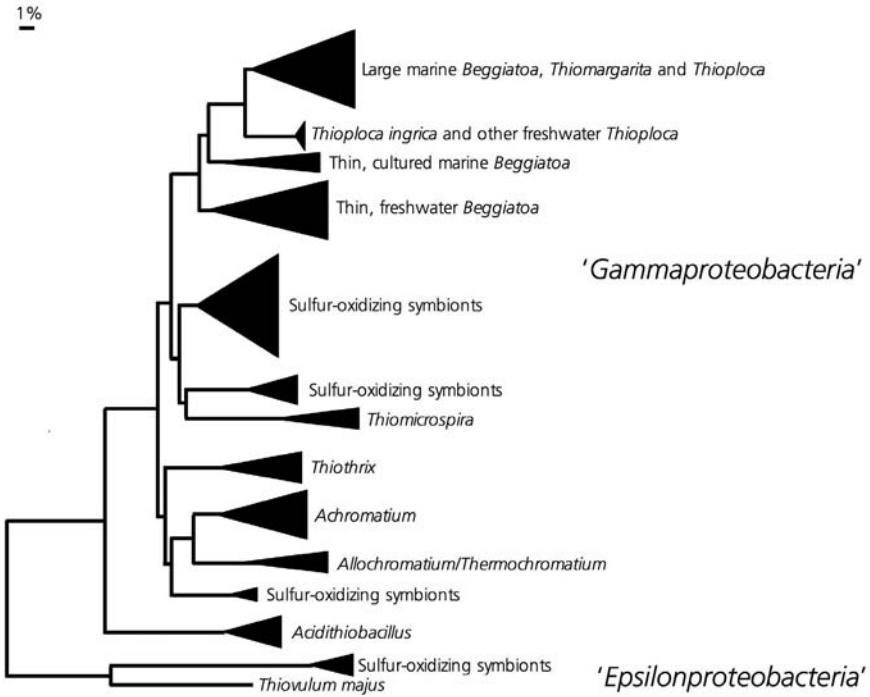 1%
Large marine Beggiatoa, Thiomargarita and Thioploca
Thioploca ingrica and other freshwater Thioploca
Thin, cultured marine Beggiatoa
Thin, freshwater Beggiatoa
'Gammaproteobacteria'
Sulfur-oxidizing symbionts
Sulfur-oxidizing symbionts
Thiomicrospira
Thiothrix
Achromatium
Allochromatium/Thermochromatium
Sulfur-oxidizing symbionts
Acidithiobacillus
Sulfur-oxidizing symbionts
'Epsilonproteobacteria'
Thiovulum majus